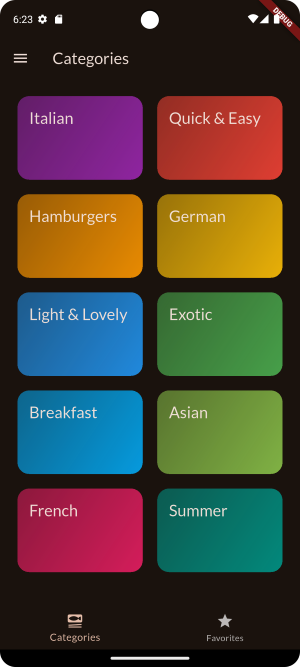 6:23
DEBUG
Categories
Italian
Quick & Easy
Hamburgers
German
Light & Lovely
Exotic
Breakfast
Asian
French
Summer
Categories
Favorites